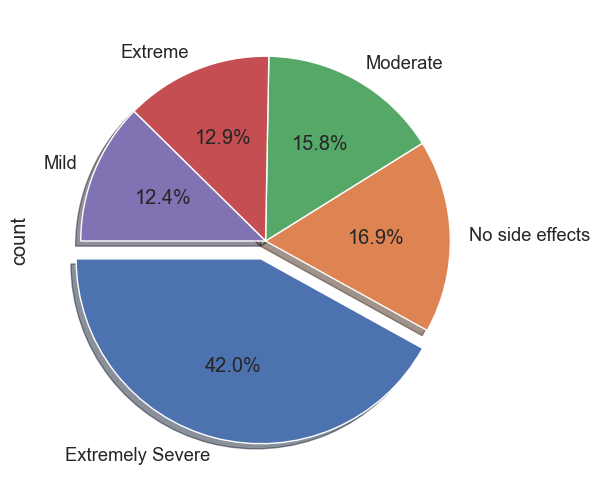 Extreme
Moderate
12.9%
15.8%
Mild
12.4%
count
No side effects
16.9%
42.0%
Extremely Severe